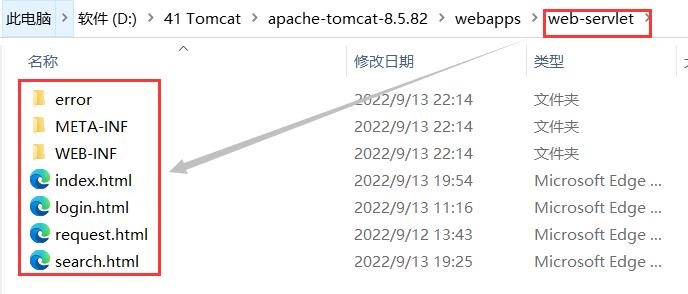 此电脑 > 软件 (D:) > 41 Tomcat > apache-tomcat-8.5.82 > webapps > web-servlet >
名称 修改日期 类型
error 2022/9/13 22:14 文件夹
META-INF 2022/9/13 22:14 文件夹
WEB-INF 2022/9/13 22:14 文件夹
index.html 2022/9/13 19:54 Microsoft Edge ...
login.html 2022/9/13 11:16 Microsoft Edge ...
request.html 2022/9/12 13:43 Microsoft Edge ...
search.html 2022/9/13 19:25 Microsoft Edge ...